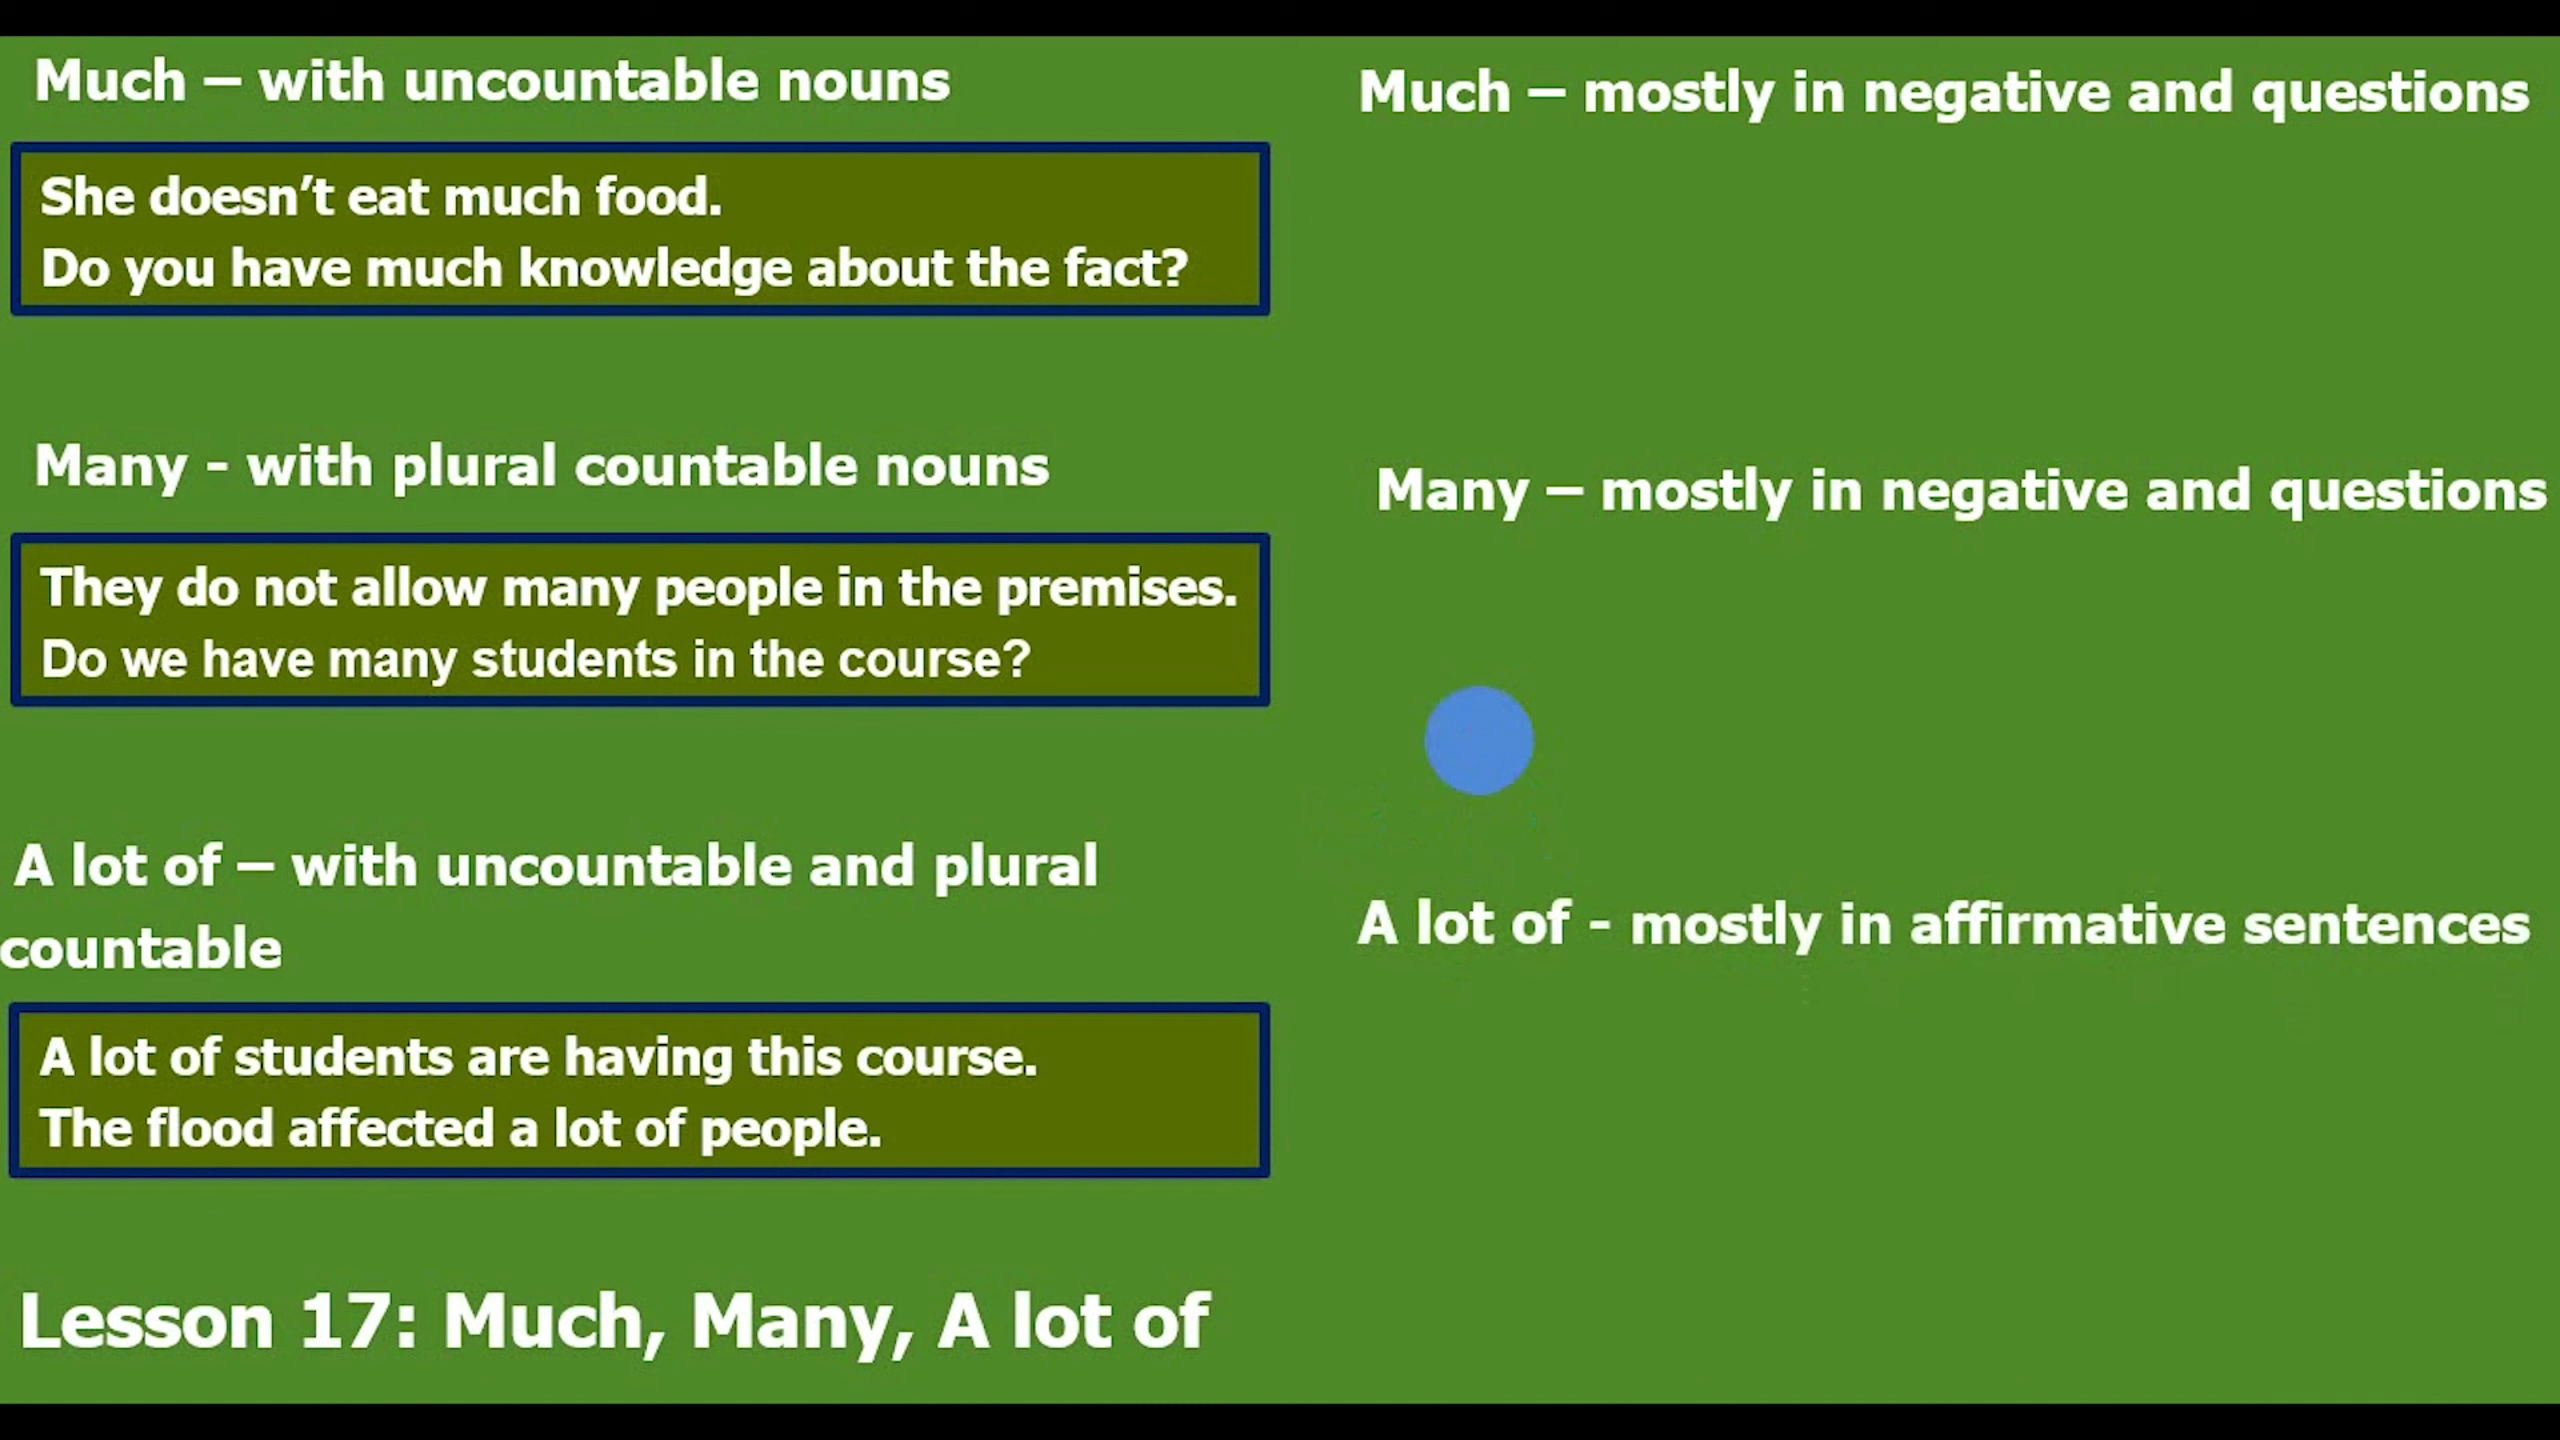 Much – with uncountable nouns
She doesn’t eat much food.
Do you have much knowledge about the fact?
Many - with plural countable nouns
They do not allow many people in the premises.
Do we have many students in the course?
A lot of – with uncountable and plural
countable
A lot of students are having this course.
The flood affected a lot of people.
Lesson 17: Much, Many, A lot of
Much – mostly in negative and questions
Many – mostly in negative and questions
A lot of - mostly in affirmative sentences